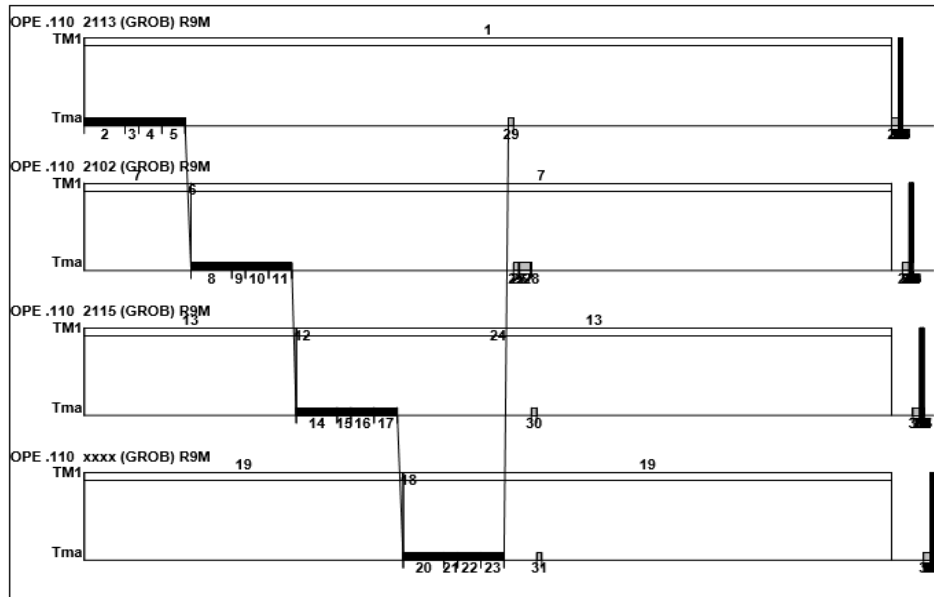 OPE .110 2113 (GROB) R9M
1
TM1
Tma
2 3 4 5 29
OPE .110 2102 (GROB) R9M
7 7
TM1
6
Tma
8 9 10 11 28
OPE .110 2115 (GROB) R9M
13 13
TM1
12 24
Tma
14 15 16 17 30
OPE .110 xxxx (GROB) R9M
19 19
TM1
18
Tma
20 21 22 23 31